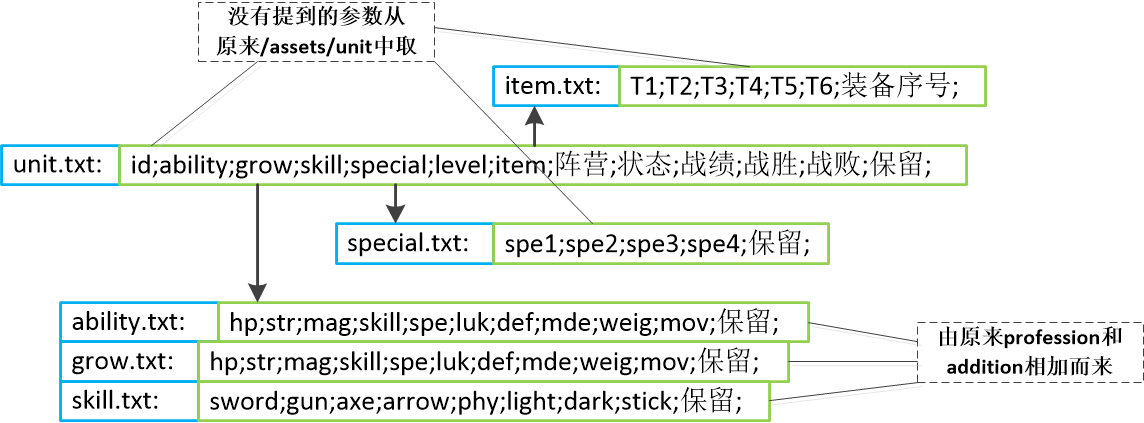 没有提到的参数从
原来/assets/unit中取
item.txt: T1;T2;T3;T4;T5;T6;装备序号;
unit.txt: id;ability;grow;skill;special;level;item;阵营;状态;战绩;战胜;战败;保留;
special.txt: spe1;spe2;spe3;spe4;保留;
ability.txt: hp;str;mag;skill;spe;luk;def;mde;weig;mov;保留;
grow.txt: hp;str;mag;skill;spe;luk;def;mde;weig;mov;保留;
skill.txt: sword;gun;axe;arrow;phy;light;dark;stick;保留;
由原来profession和
addition相加而来